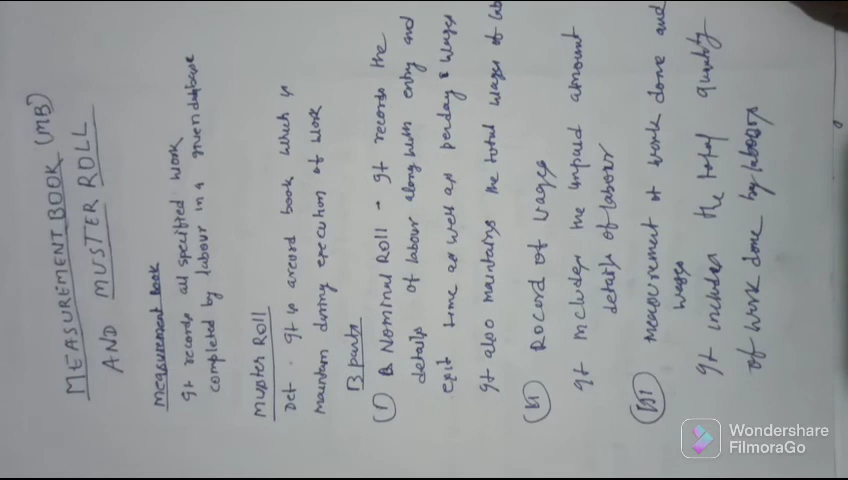 MEASUREMENT BOOK (MB)
AND MUSTER ROLL
Measurement Book
It records all specified work
completed by labour in a given database
Muster Roll
Def. It is a record book which is
maintain during execution of work
3 parts
(I) Nominal Roll - It records the
details of labour along with entry and
exit time as well as perday & wages
It also maintains the total wages of la
(II) Rocord of wages
It includes the unpaid amount
details of labour
(III) Measurement of work done and
wages
It includes the total quantity
of work done by labours
Wondershare
FilmoraGo